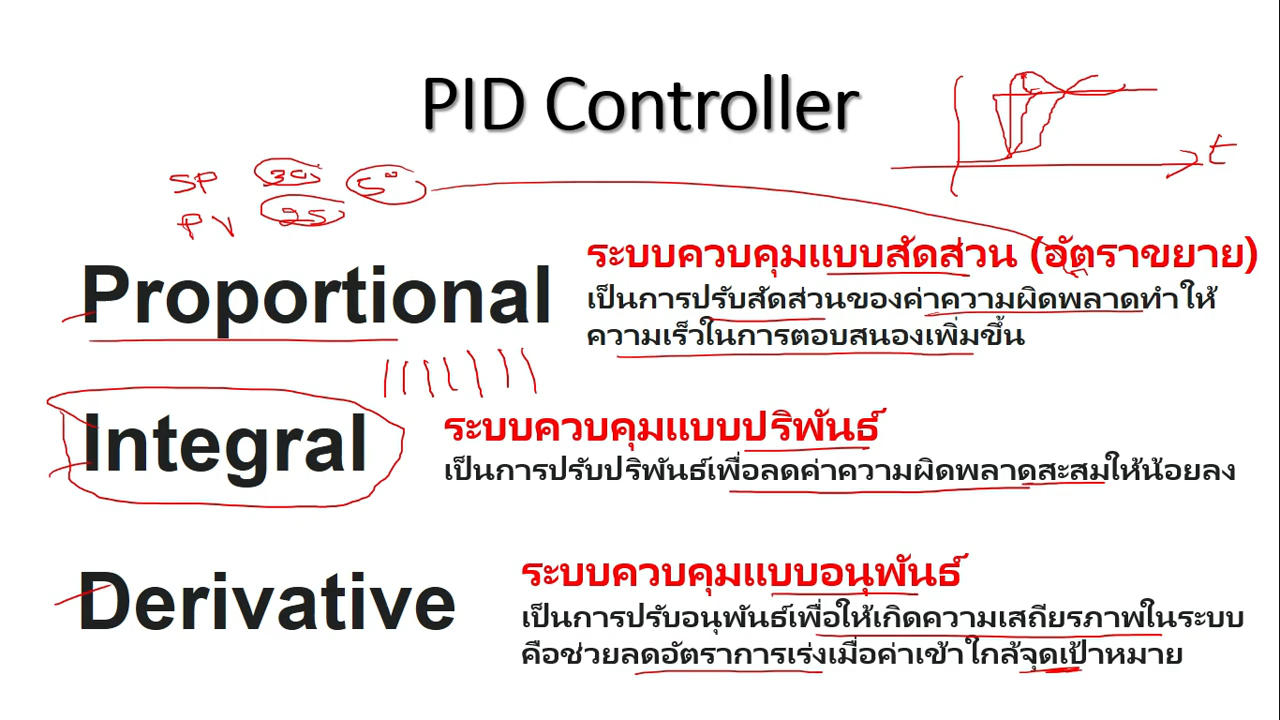 PID Controller
t
SP 30 5°
PV 25
Proportional
ระบบควบคุมแบบสัดส่วน (อัตราขยาย)
เป็นการปรับสัดส่วนของค่าความผิดพลาดทำให้
ความเร็วในการตอบสนองเพิ่มขึ้น
Integral
ระบบควบคุมแบบปริพันธ์
เป็นการปรับปริพันธ์เพื่อลดค่าความผิดพลาดสะสมให้น้อยลง
Derivative
ระบบควบคุมแบบอนุพันธ์
เป็นการปรับอนุพันธ์เพื่อให้เกิดความเสถียรภาพในระบบ
คือช่วยลดอัตราการเร่งเมื่อค่าเข้าใกล้จุดเป้าหมาย